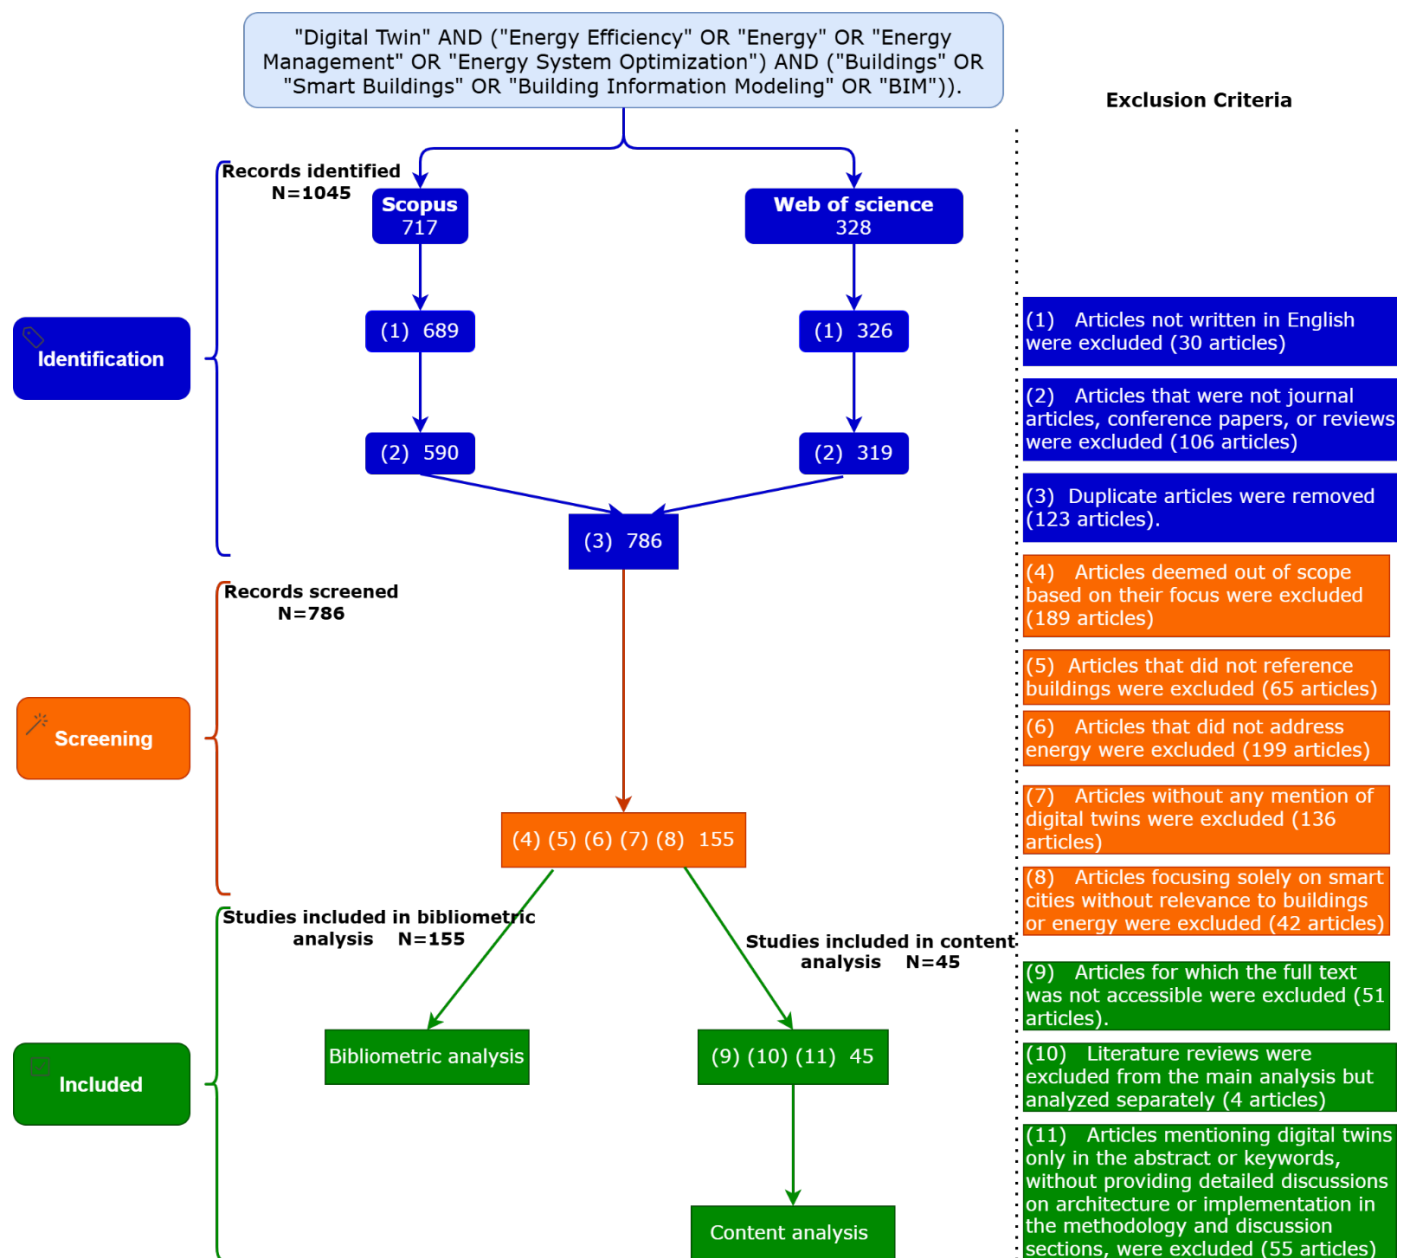 "Digital Twin" AND ("Energy Efficiency" OR "Energy" OR "Energy
Management" OR "Energy System Optimization") AND ("Buildings" OR
"Smart Buildings" OR "Building Information Modeling" OR "BIM")).
Exclusion Criteria
Records identified
N=1045
Scopus
717
Web of science
328
(1) 689
(1) 326
Identification
(2) 590
(2) 319
(3) 786
(1) Articles not written in English
were excluded (30 articles)
(2) Articles that were not journal
articles, conference papers, or reviews
were excluded (106 articles)
(3) Duplicate articles were removed
(123 articles).
Records screened
N=786
Screening
(4) (5) (6) (7) (8) 155
(4) Articles deemed out of scope
based on their focus were excluded
(189 articles)
(5) Articles that did not reference
buildings were excluded (65 articles)
(6) Articles that did not address
energy were excluded (199 articles)
(7) Articles without any mention of
digital twins were excluded (136
articles)
(8) Articles focusing solely on smart
cities without relevance to buildings
or energy were excluded (42 articles)
Studies included in bibliometric
analysis N=155
Studies included in content
analysis N=45
Included
Bibliometric analysis
(9) (10) (11) 45
Content analysis
(9) Articles for which the full text
was not accessible were excluded (51
articles).
(10) Literature reviews were
excluded from the main analysis but
analyzed separately (4 articles)
(11) Articles mentioning digital twins
only in the abstract or keywords,
without providing detailed discussions
on architecture or implementation in
the methodology and discussion
sections, were excluded (55 articles)